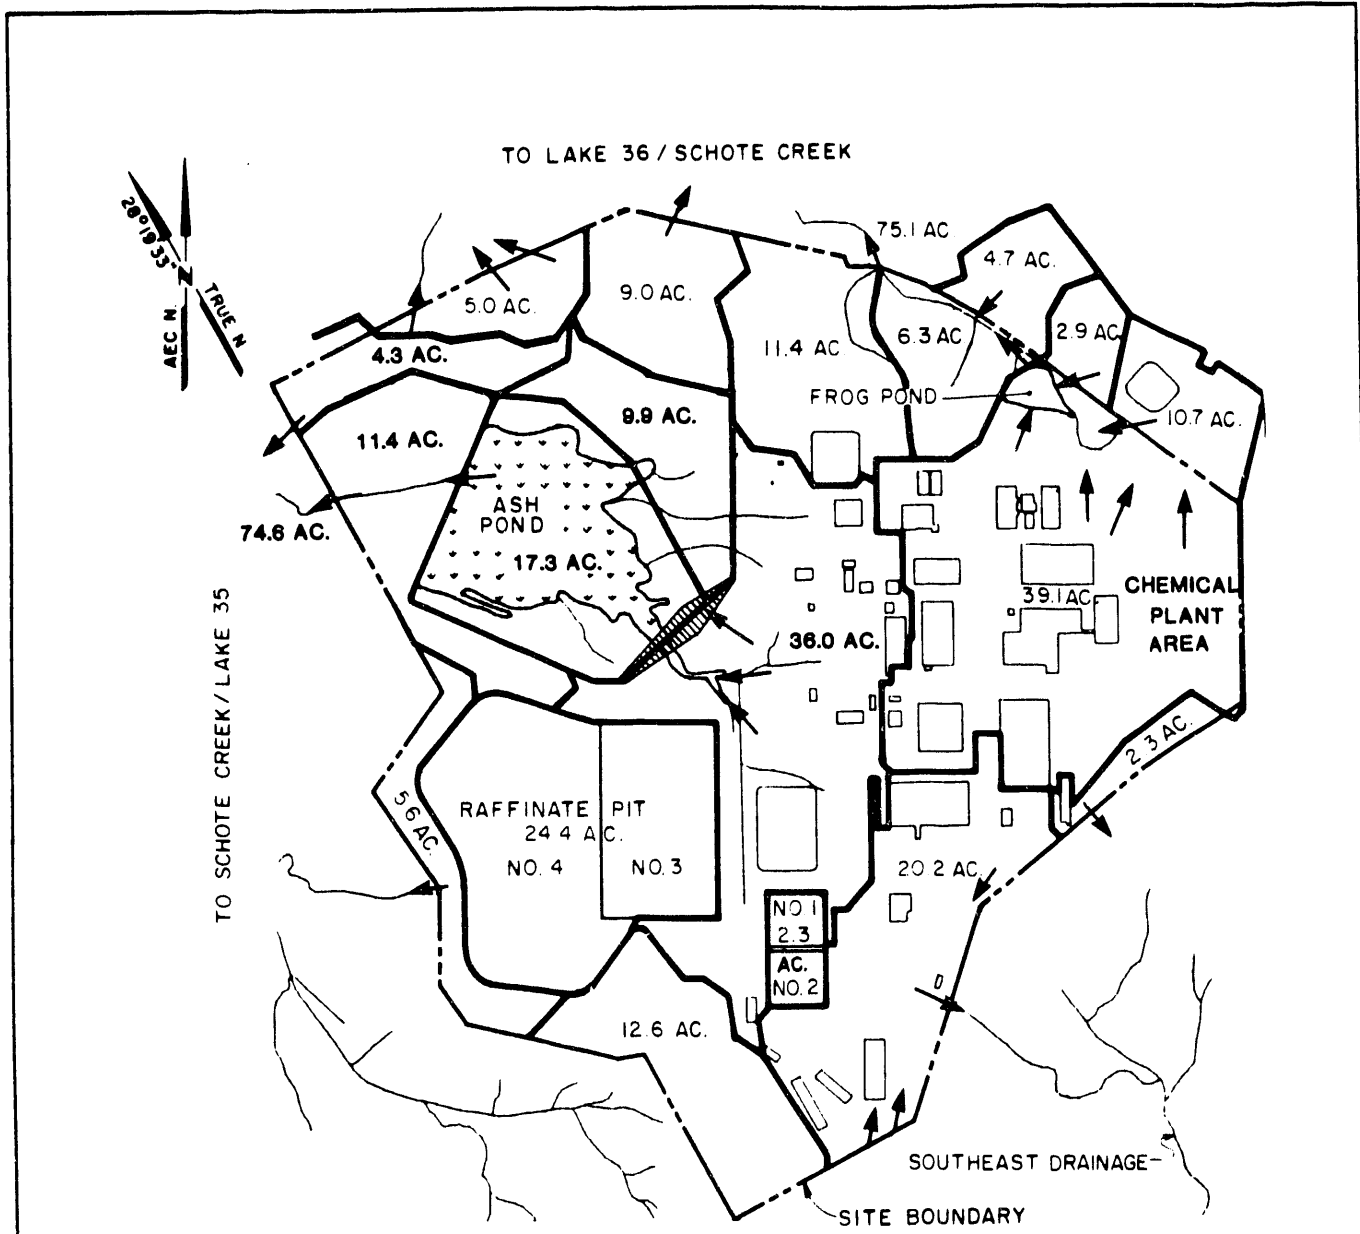 TO LAKE 36 / SCHOTE CREEK
28°19'33"
N
AEC N.
TRUE N
75.1 AC.
4.7 AC.
5.0 AC.
9.0 AC.
11.4 AC.
6.3 AC.
2.9 AC.
4.3 AC.
FROG POND
10.7 AC.
11.4 AC.
9.9 AC.
ASH
POND
17.3 AC.
74.6 AC.
CHEMICAL
PLANT
AREA
39.1 AC.
36.0 AC.
TO SCHOTE CREEK / LAKE 35
2.3 AC.
5.6 AC.
RAFFINATE PIT
24.4 AC.
NO. 4
NO. 3
20.2 AC.
NO. 1
2.3
AC.
NO. 2
D
12.6 AC.
SOUTHEAST DRAINAGE
SITE BOUNDARY